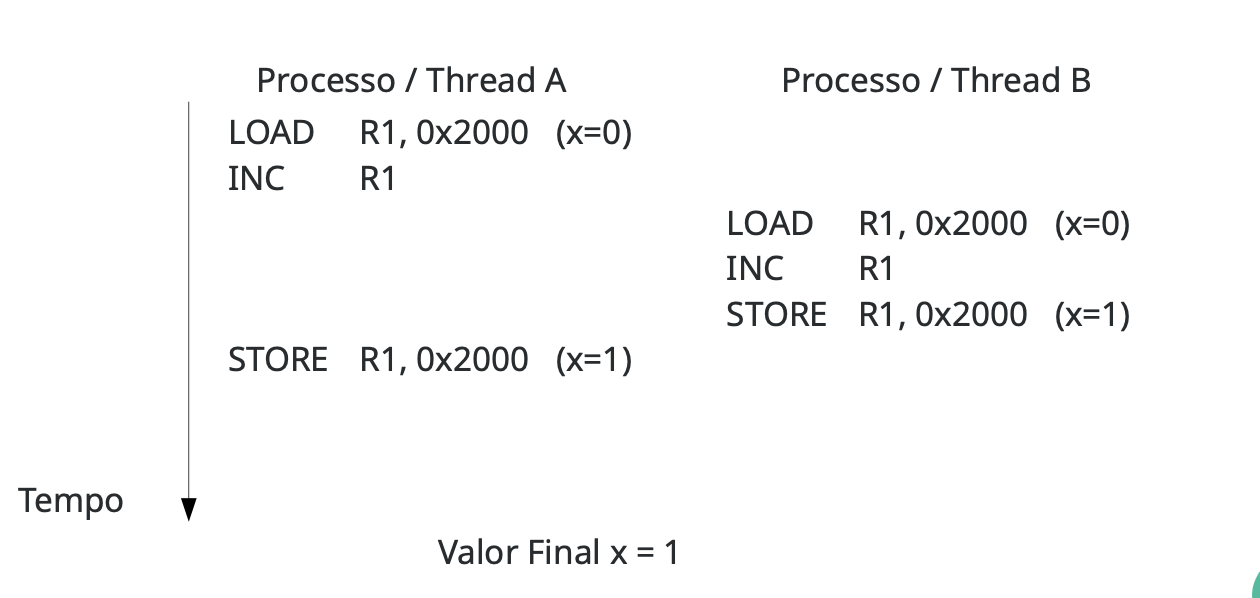 Processo / Thread A    Processo / Thread B
LOAD    R1, 0x2000    (x=0)
INC    R1
LOAD    R1, 0x2000    (x=0)
INC    R1
STORE    R1, 0x2000    (x=1)
STORE    R1, 0x2000    (x=1)
Tempo
Valor Final x = 1